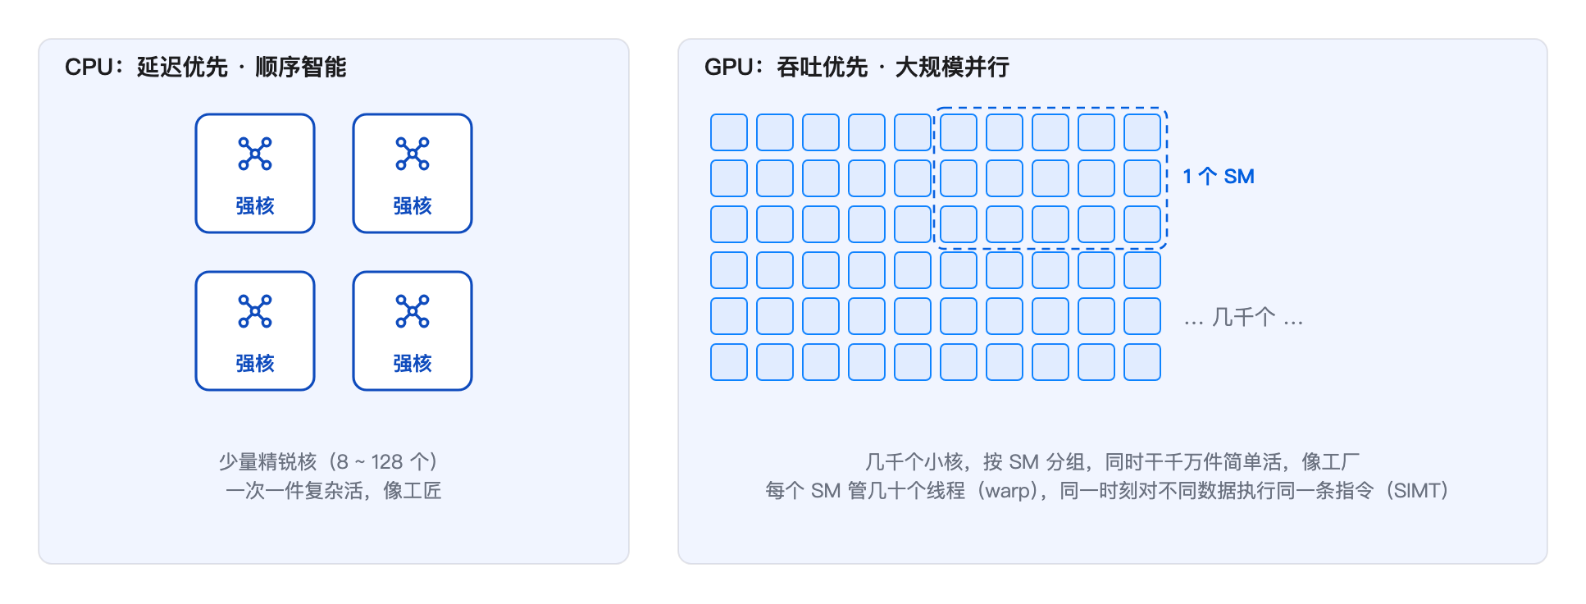 CPU：延迟优先 · 顺序智能
强核
强核
强核
强核
少量精锐核（8 ~ 128 个）
一次一件复杂活，像工匠
GPU：吞吐优先 · 大规模并行
1 个 SM
... 几千个 ...
几千个小核，按 SM 分组，同时干千万件简单活，像工厂
每个 SM 管几十个线程（warp），同一时刻对不同数据执行同一条指令（SIMT）